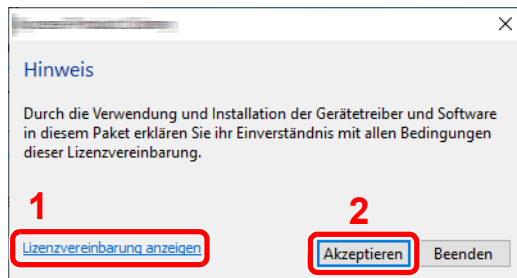 Hinweis
Durch die Verwendung und Installation der Gerätetreiber und Software
in diesem Paket erklären Sie ihr Einverständnis mit allen Bedingungen
dieser Lizenzvereinbarung.
1
2
Lizenzvereinbarung anzeigen
Akzeptieren
Beenden